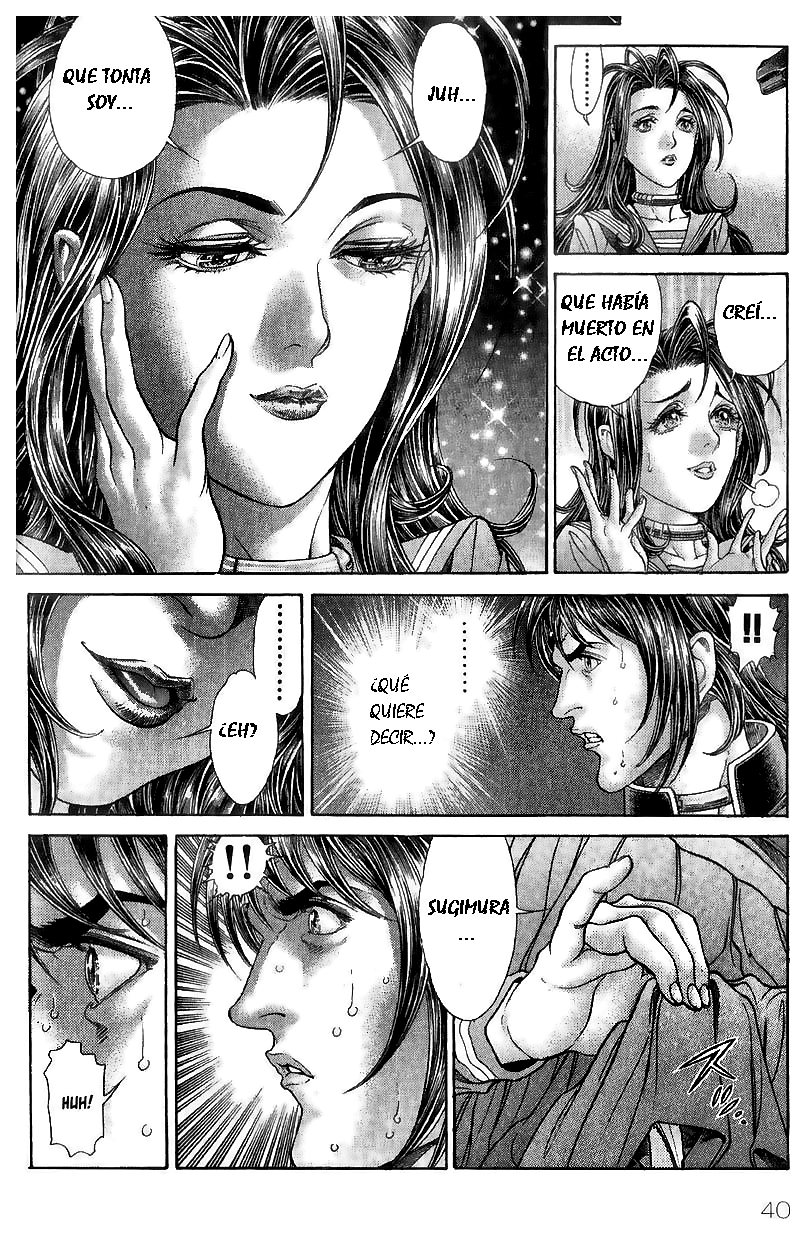 ........
CREÍ...
QUE HABÍA
MUERTO EN
EL ACTO...
JUH...
QUE TONTA
SOY...
!!
........
¿QUÉ
QUIERE
DECIR...?
........
¿EH?
SUGIMURA
...
!!
HUH!
40